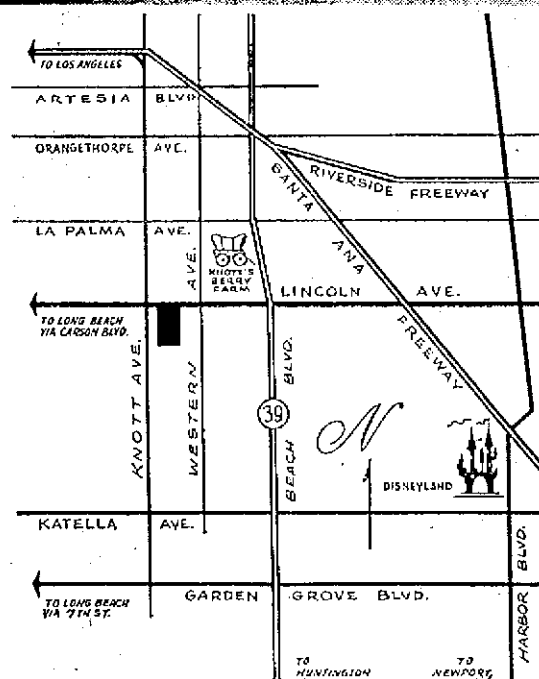 TO LOS ANGELES
ARTESIA BLVD
ORANGETHORPE AVE.
RIVERSIDE FREEWAY
SANTA ANA FREEWAY
LA PALMA AVE.
KNOTT'S
BERRY
FARM
LINCOLN AVE.
TO LONG BEACH
VIA CARSON BLVD.
KNOTT AVE.
WESTERN AVE.
39
BEACH BLVD.
N
DISNEYLAND
KATELLA AVE.
GARDEN GROVE BLVD.
HARBOR BLVD.
TO LONG BEACH
VIA 7TH ST.
TO
HUNTINGTON
TO
NEWPORT